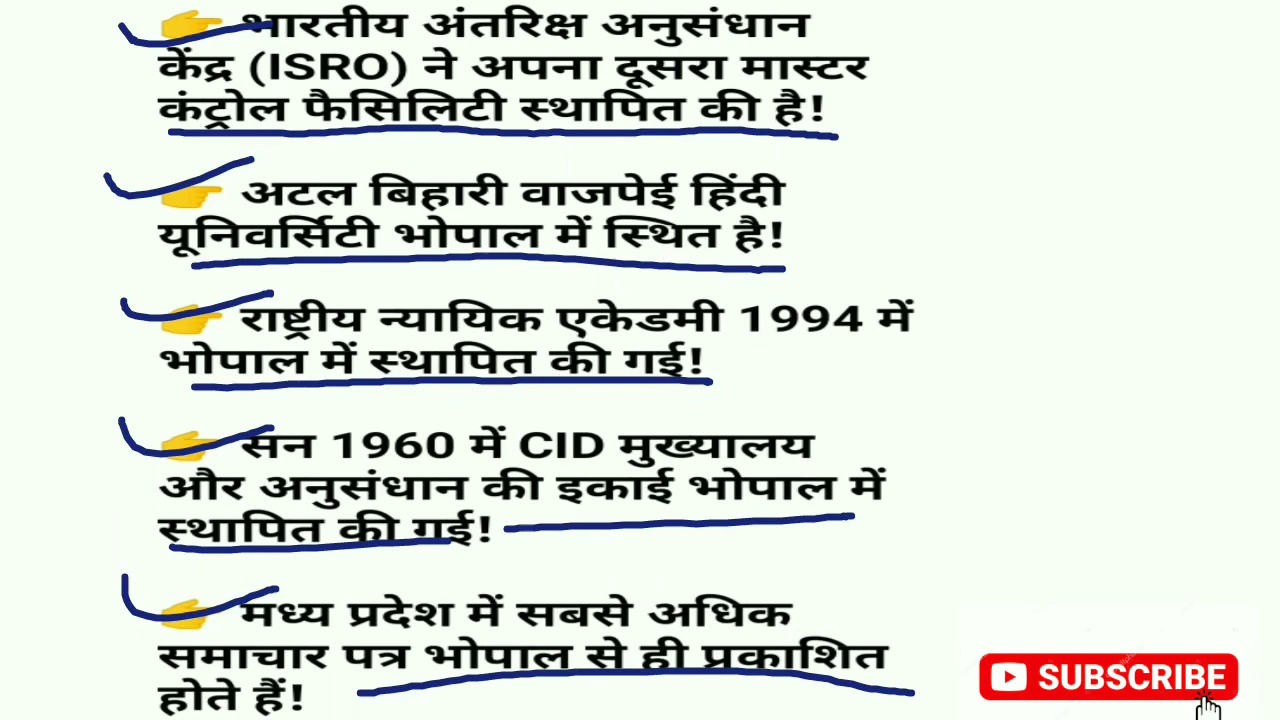 👉 भारतीय अंतरिक्ष अनुसंधान
केंद्र (ISRO) ने अपना दूसरा मास्टर
कंट्रोल फैसिलिटी स्थापित की है!
👉 अटल बिहारी वाजपेई हिंदी
यूनिवर्सिटी भोपाल में स्थित है!
👉 राष्ट्रीय न्यायिक एकेडमी 1994 में
भोपाल में स्थापित की गई!
👉 सन 1960 में CID मुख्यालय
और अनुसंधान की इकाई भोपाल में
स्थापित की गई!
👉 मध्य प्रदेश में सबसे अधिक
समाचार पत्र भोपाल से ही प्रकाशित
होते हैं!
SUBSCRIBE